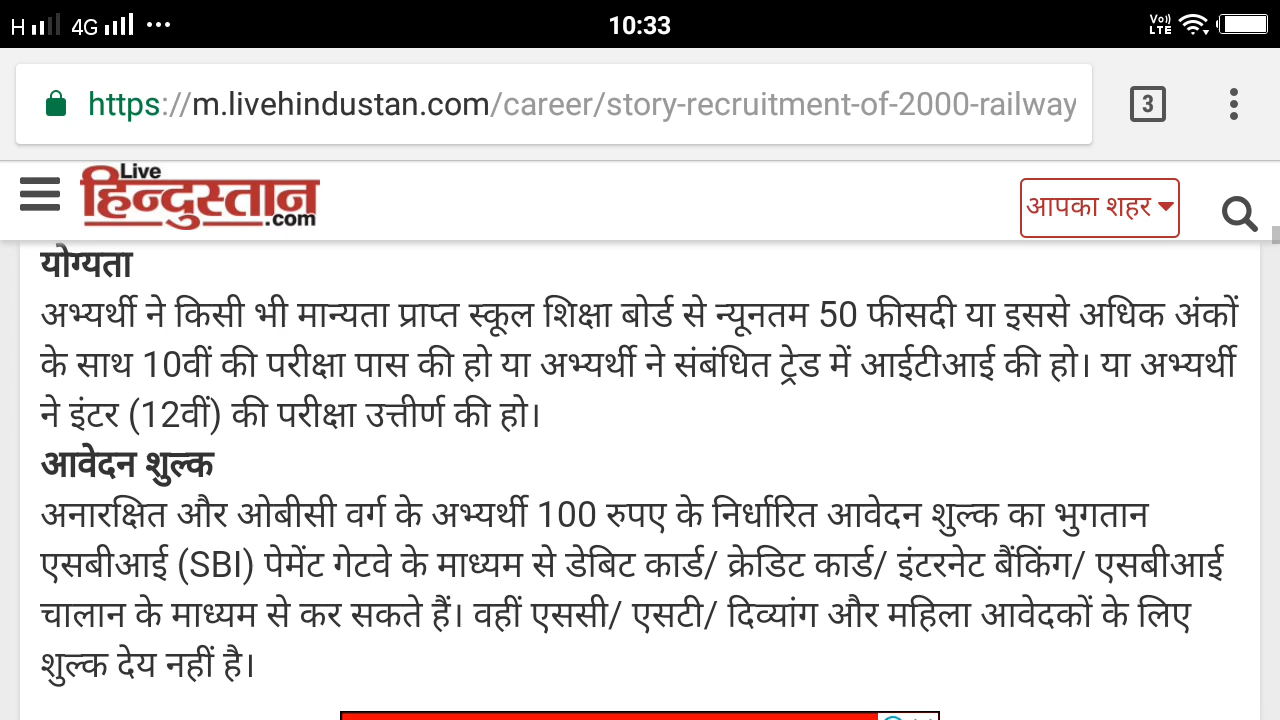 H 4G 10:33 Vo)) LTE
https://m.livehindustan.com/career/story-recruitment-of-2000-railway 3
Live
हिन्दुस्तान
.com
आपका शहर
योग्यता
अभ्यर्थी ने किसी भी मान्यता प्राप्त स्कूल शिक्षा बोर्ड से न्यूनतम 50 फीसदी या इससे अधिक अंकों
के साथ 10वीं की परीक्षा पास की हो या अभ्यर्थी ने संबंधित ट्रेड में आईटीआई की हो। या अभ्यर्थी
ने इंटर (12वीं) की परीक्षा उत्तीर्ण की हो।
आवेदन शुल्क
अनारक्षित और ओबीसी वर्ग के अभ्यर्थी 100 रुपए के निर्धारित आवेदन शुल्क का भुगतान
एसबीआई (SBI) पेमेंट गेटवे के माध्यम से डेबिट कार्ड/ क्रेडिट कार्ड/ इंटरनेट बैंकिंग/ एसबीआई
चालान के माध्यम से कर सकते हैं। वहीं एससी/ एसटी/ दिव्यांग और महिला आवेदकों के लिए
शुल्क देय नहीं है।